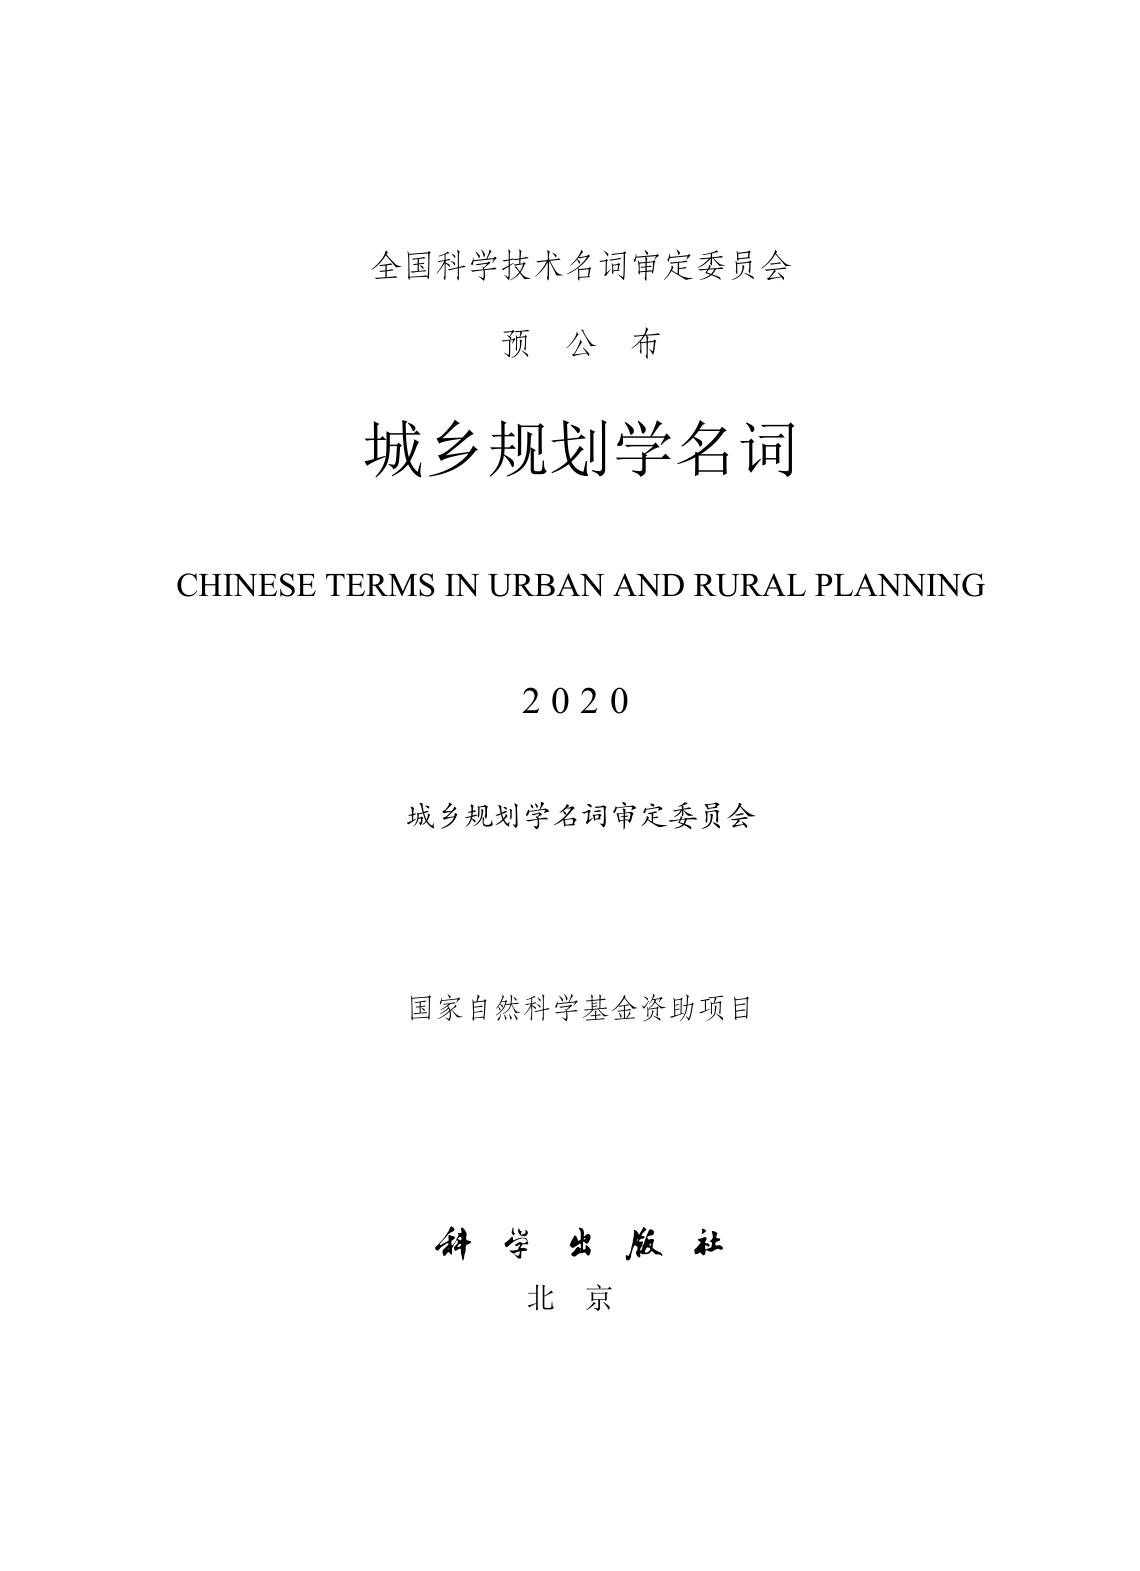 全国科学技术名词审定委员会
预 公 布
城乡规划学名词
CHINESE TERMS IN URBAN AND RURAL PLANNING
2 0 2 0
城乡规划学名词审定委员会
国家自然科学基金资助项目
科 学 出 版 社
北 京